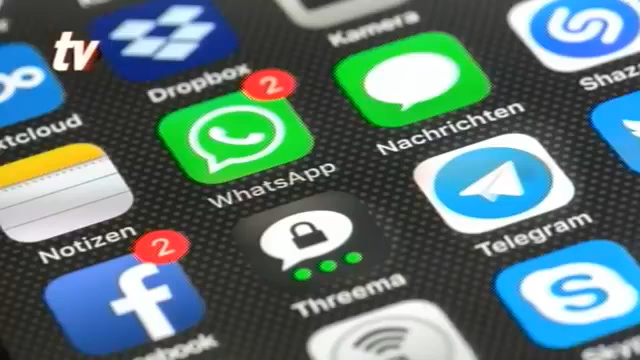 tv
Kamera
Dropbox
2
WhatsApp
Nachrichten
Notizen
Threema
Telegram
2